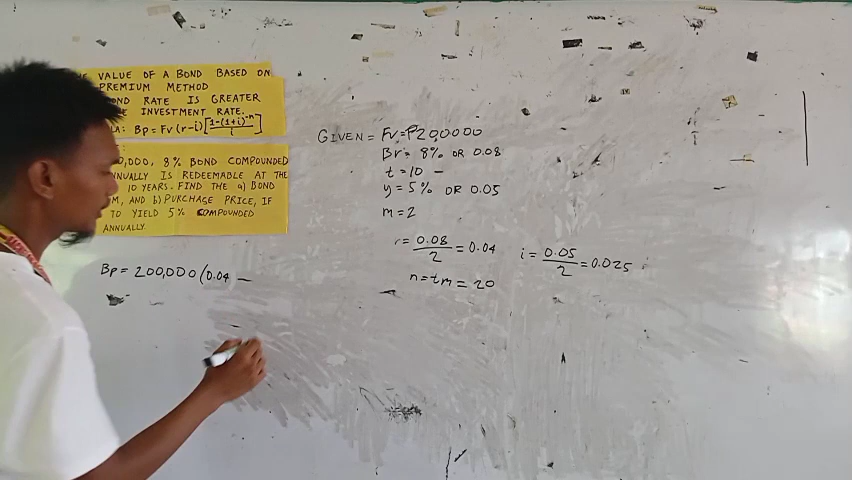 VALUE OF A BOND BASED ON
PREMIUM METHOD
RATE IS GREATER
INVESTMENT RATE.
Bp = Fv (r-i) [1-(1+i)^-n / i]
0,000, 8% BOND COMPOUNDED
ANNUALLY IS REDEEMABLE AT THE
10 YEARS. FIND THE a) BOND
M, AND b) PURCHASE PRICE, IF
TO YIELD 5% COMPOUNDED
ANNUALLY.
GIVEN = Fv = ₱200,000
Br = 8% OR 0.08
t = 10 -
y = 5% OR 0.05
m = 2
r = 0.08/2 = 0.04
i = 0.05/2 = 0.025
n = tm = 20
Bp = 200,000 (0.04 -